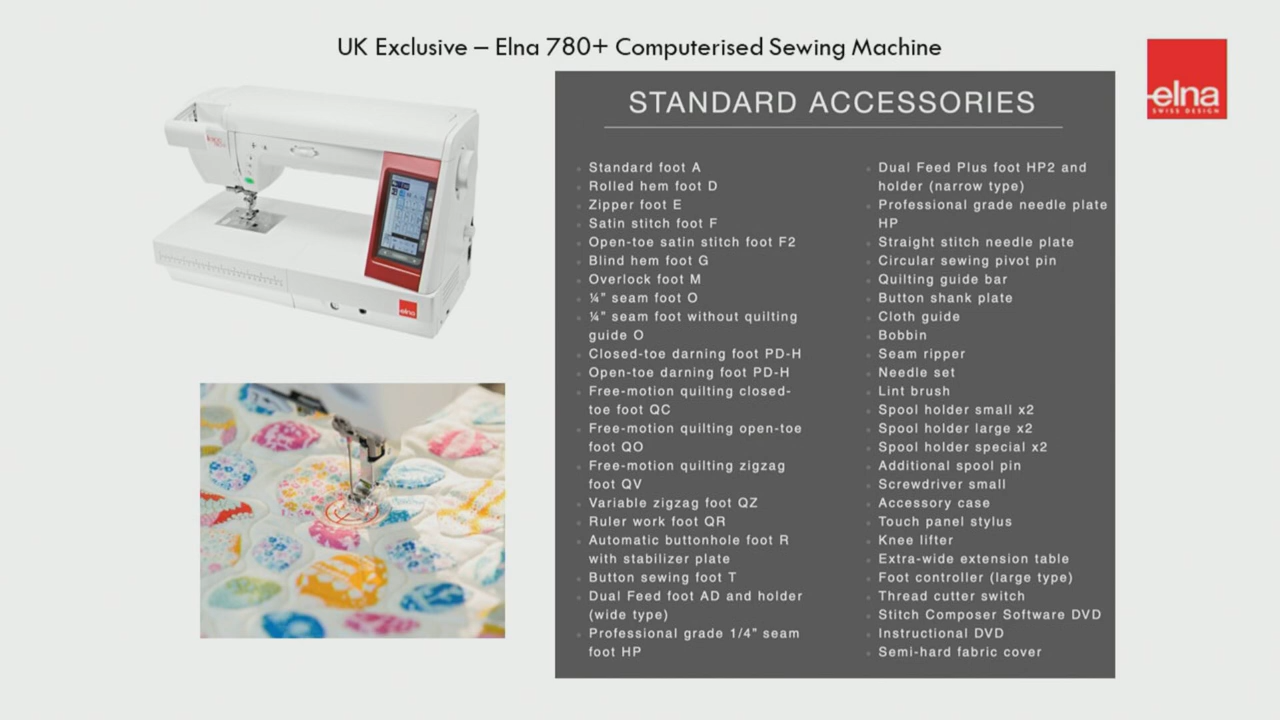 UK Exclusive – Elna 780+ Computerised Sewing Machine
elna
SWISS DESIGN
STANDARD ACCESSORIES
Standard foot A
Rolled hem foot D
Zipper foot E
Satin stitch foot F
Open-toe satin stitch foot F2
Blind hem foot G
Overlock foot M
¼" seam foot O
¼" seam foot without quilting
guide O
Closed-toe darning foot PD-H
Open-toe darning foot PD-H
Free-motion quilting closed-
toe foot QC
Free-motion quilting open-toe
foot QO
Free-motion quilting zigzag
foot QV
Variable zigzag foot QZ
Ruler work foot QR
Automatic buttonhole foot R
with stabilizer plate
Button sewing foot T
Dual Feed foot AD and holder
(wide type)
Professional grade 1/4" seam
foot HP
Dual Feed Plus foot HP2 and
holder (narrow type)
Professional grade needle plate
HP
Straight stitch needle plate
Circular sewing pivot pin
Quilting guide bar
Button shank plate
Cloth guide
Bobbin
Seam ripper
Needle set
Lint brush
Spool holder small x2
Spool holder large x2
Spool holder special x2
Additional spool pin
Screwdriver small
Accessory case
Touch panel stylus
Knee lifter
Extra-wide extension table
Foot controller (large type)
Thread cutter switch
Stitch Composer Software DVD
Instructional DVD
Semi-hard fabric cover
elna